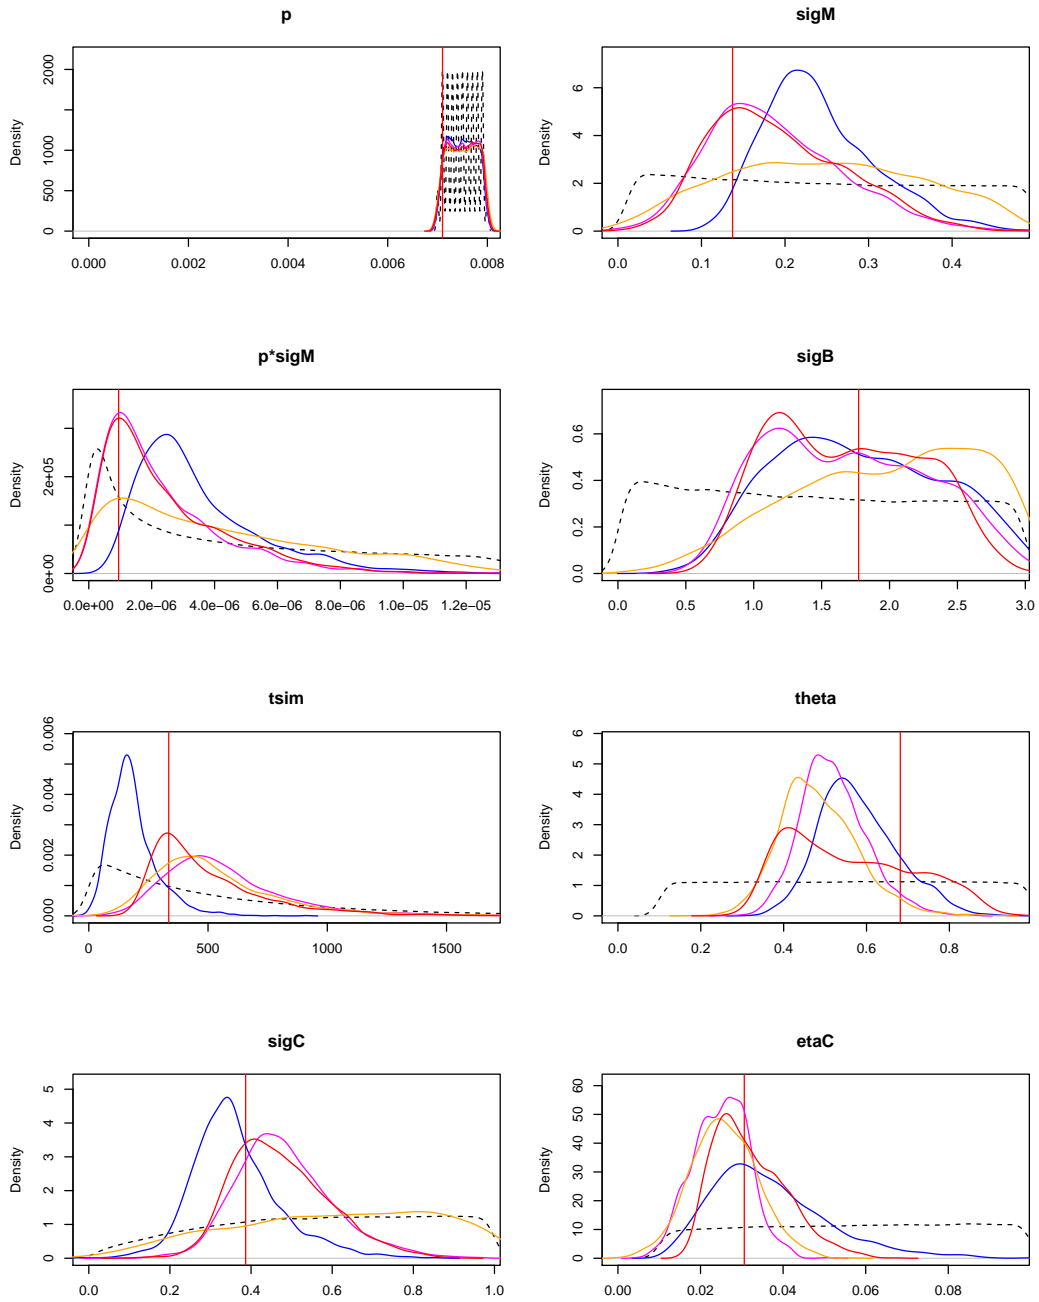 p
Density
0 500 1000 2000
0.000 0.002 0.004 0.006 0.008
sigM
Density
0 2 4 6
0.0 0.1 0.2 0.3 0.4
p*sigM
Density
0e+00 2e+05
0.0e+00 2.0e−06 4.0e−06 6.0e−06 8.0e−06 1.0e−05 1.2e−05
sigB
Density
0.0 0.2 0.4 0.6
0.0 0.5 1.0 1.5 2.0 2.5 3.0
tsim
Density
0.000 0.002 0.004 0.006
0 500 1000 1500
theta
Density
0 1 2 3 4 5 6
0.0 0.2 0.4 0.6 0.8
sigC
Density
0 1 2 3 4 5
0.0 0.2 0.4 0.6 0.8 1.0
etaC
Density
0 10 20 30 40 50 60
0.00 0.02 0.04 0.06 0.08